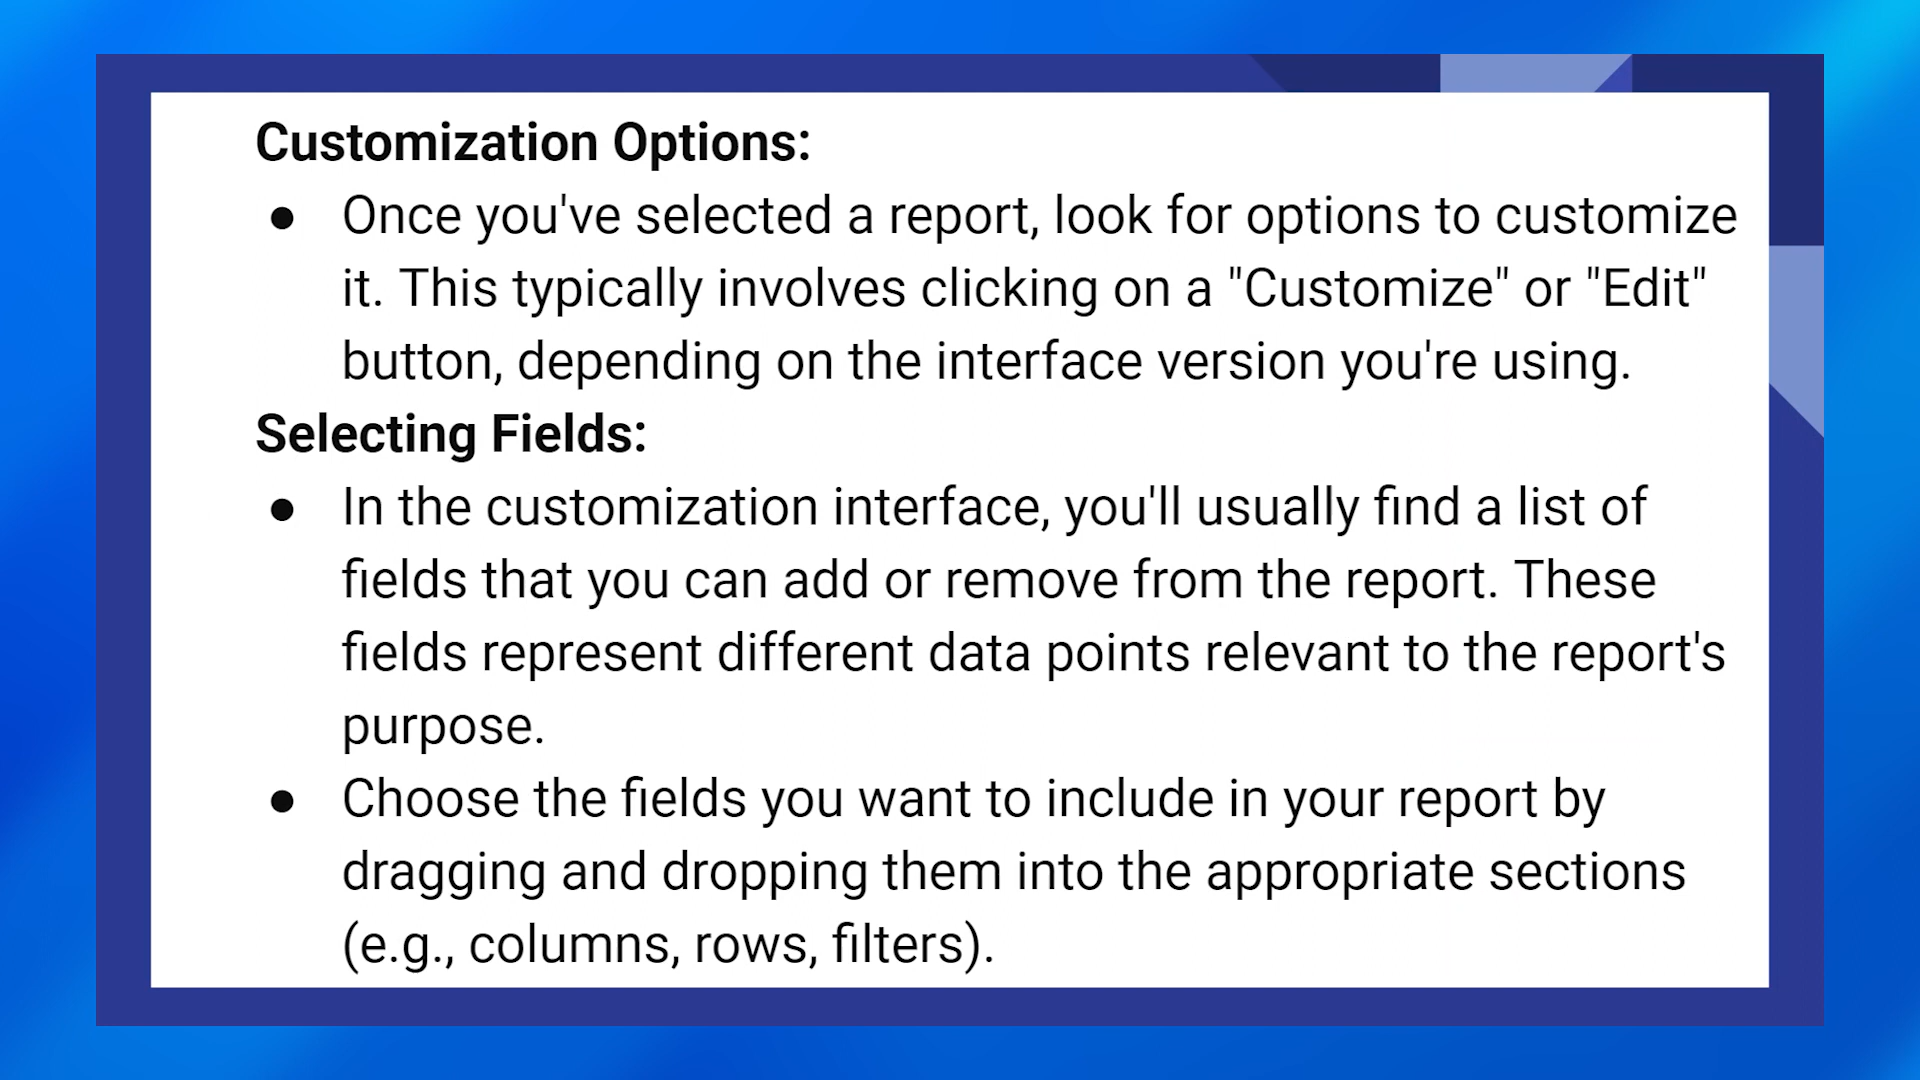 Customization Options:
● Once you've selected a report, look for options to customize
it. This typically involves clicking on a "Customize" or "Edit"
button, depending on the interface version you're using.
Selecting Fields:
● In the customization interface, you'll usually find a list of
fields that you can add or remove from the report. These
fields represent different data points relevant to the report's
purpose.
● Choose the fields you want to include in your report by
dragging and dropping them into the appropriate sections
(e.g., columns, rows, filters).